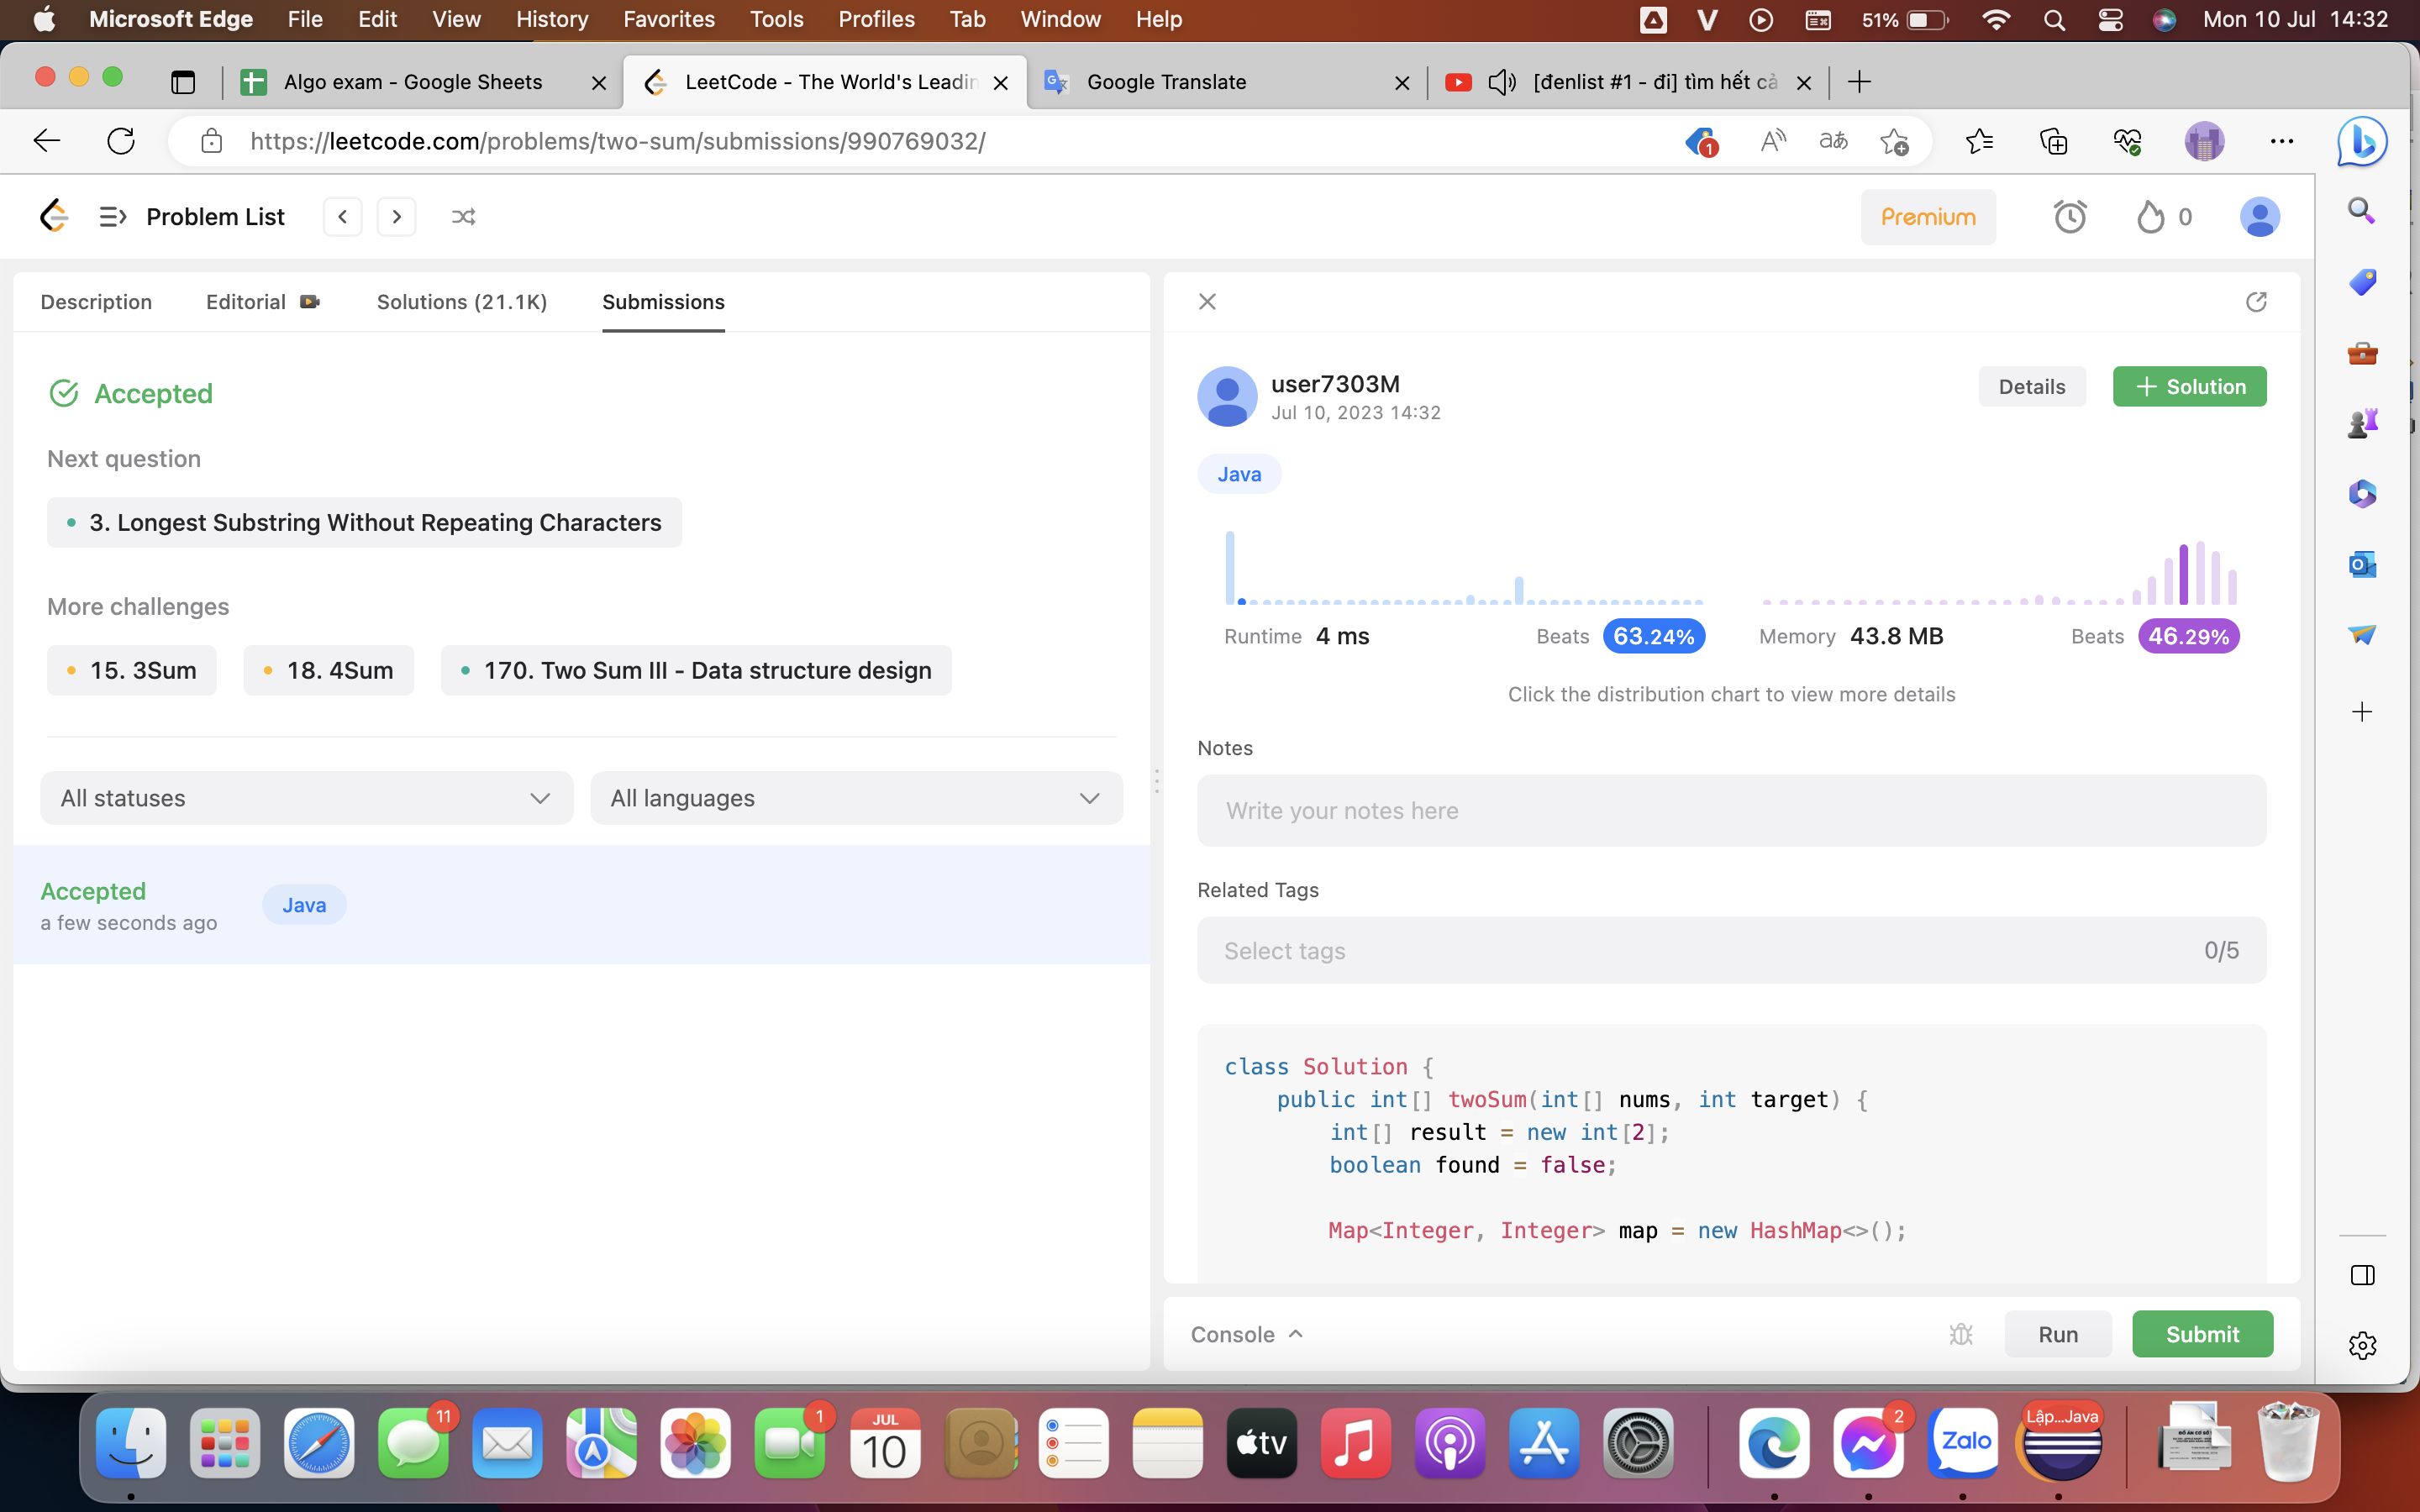 Microsoft Edge File Edit View History Favorites Tools Profiles Tab Window Help 51% Mon 10 Jul 14:32
Algo exam - Google Sheets LeetCode - The World's Leadin Google Translate [đenlist #1 - đi] tìm hết cả
https://leetcode.com/problems/two-sum/submissions/990769032/ 1
Problem List Premium 0
Description Editorial Solutions (21.1K) Submissions
Accepted
Next question
3. Longest Substring Without Repeating Characters
More challenges
15. 3Sum 18. 4Sum 170. Two Sum III - Data structure design
All statuses All languages
Accepted Java
a few seconds ago
user7303M Details Solution
Jul 10, 2023 14:32
Java
Runtime 4 ms Beats 63.24% Memory 43.8 MB Beats 46.29%
Click the distribution chart to view more details
Notes
Write your notes here
Related Tags
Select tags 0/5
class Solution {
public int[] twoSum(int[] nums, int target) {
int[] result = new int[2];
boolean found = false;
Map<Integer, Integer> map = new HashMap<>();
Console Run Submit
11 1 JUL 10 tv 2 Zalo Lập...Java